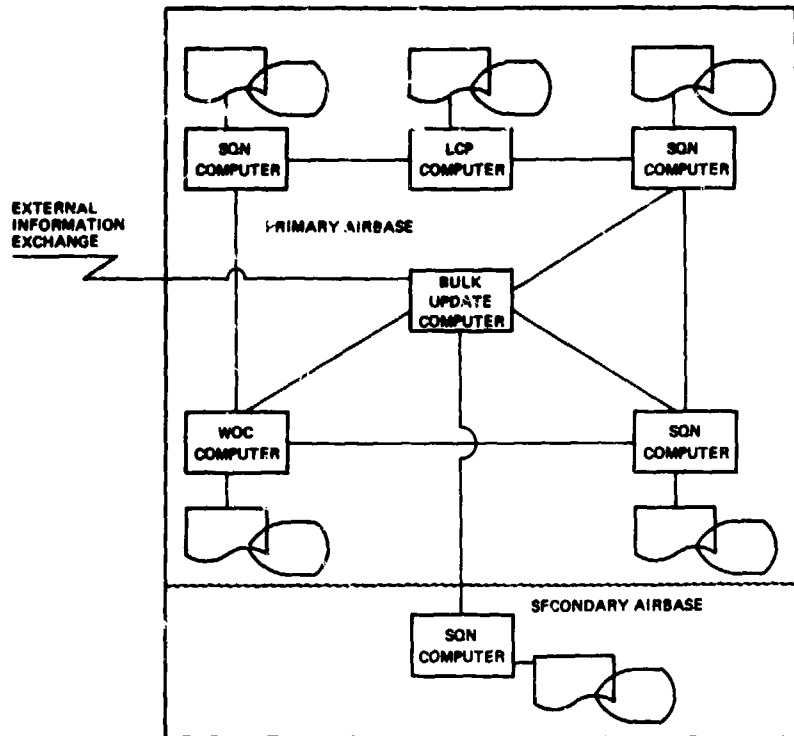 SQN
COMPUTER
LCP
COMPUTER
SQN
COMPUTER
EXTERNAL
INFORMATION
EXCHANGE
PRIMARY AIRBASE
BULK
UPDATE
COMPUTER
WOC
COMPUTER
SQN
COMPUTER
SECONDARY AIRBASE
SQN
COMPUTER